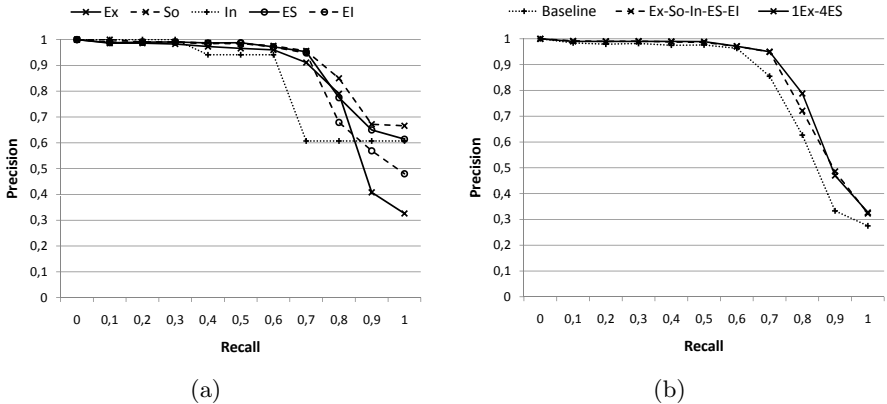 Ex So In ES EI
1
0,9
0,8
0,7
0,6
0,5
0,4
0,3
0,2
0,1
0
Precision
0 0,1 0,2 0,3 0,4 0,5 0,6 0,7 0,8 0,9 1
Recall
(a)
Baseline Ex-So-In-ES-EI 1Ex-4ES
1
0,9
0,8
0,7
0,6
0,5
0,4
0,3
0,2
0,1
0
Precision
0 0,1 0,2 0,3 0,4 0,5 0,6 0,7 0,8 0,9 1
Recall
(b)